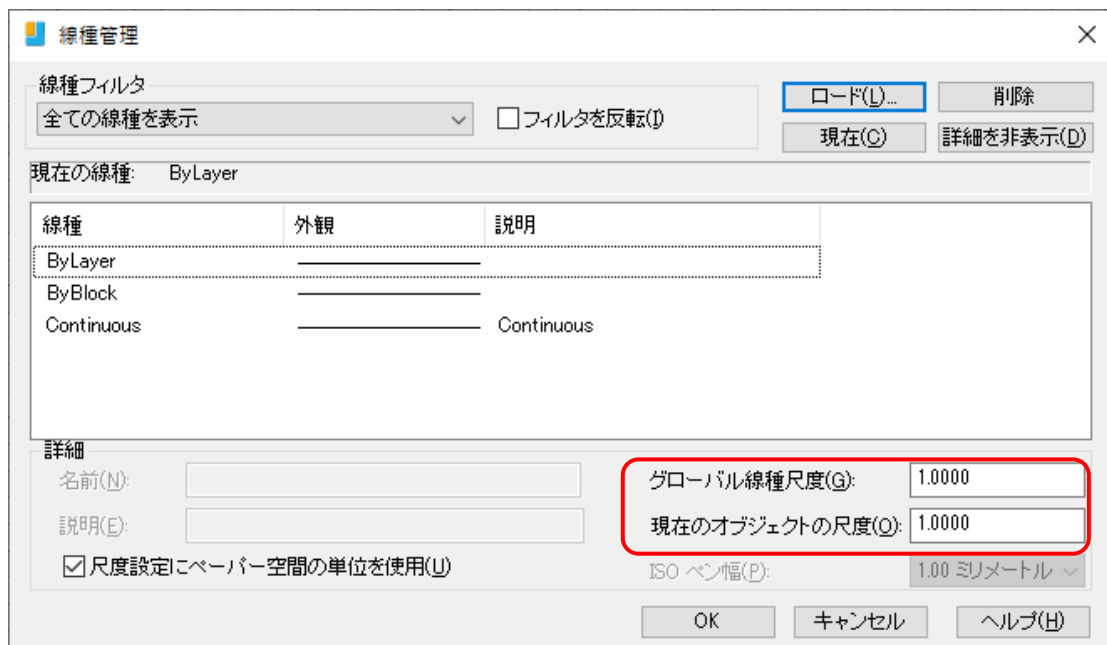 線種管理
線種フィルタ
全ての線種を表示
フィルタを反転(I)
ロード(L)...
削除
現在(C)
詳細を非表示(D)
現在の線種: ByLayer
線種 外観 説明
ByLayer
ByBlock
Continuous Continuous
詳細
名前(N):
グローバル線種尺度(G): 1.0000
説明(E):
現在のオブジェクトの尺度(O): 1.0000
尺度設定にペーパー空間の単位を使用(U)
ISO ペン幅(P): 1.00 ミリメートル
OK
キャンセル
ヘルプ(H)